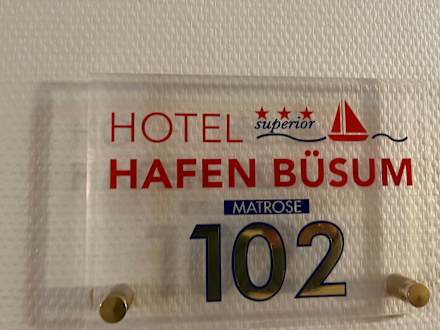 ★★★
HOTEL superior
HAFEN BÜSUM
MATROSE
102